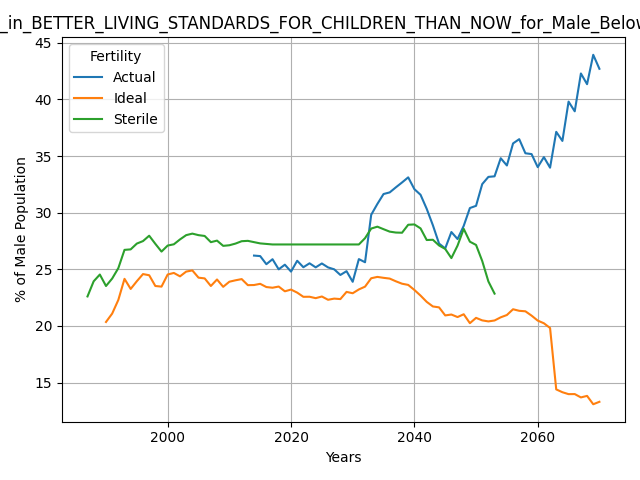 _in_BETTER_LIVING_STANDARDS_FOR_CHILDREN_THAN_NOW_for_Male_Below
Fertility
Actual
Ideal
Sterile
45
40
35
30
25
20
15
% of Male Population
2000
2020
2040
2060
Years